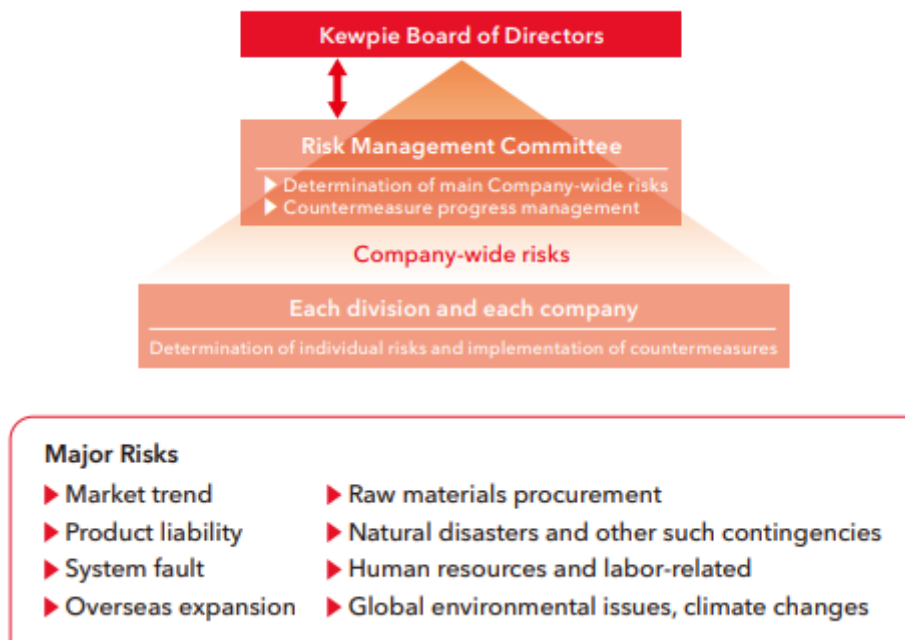 Kewpie Board of Directors
Risk Management Committee
Determination of main Company-wide risks
Countermeasure progress management
Company-wide risks
Each division and each company
Determination of individual risks and implementation of countermeasures
Major Risks
Market trend
Product liability
System fault
Overseas expansion
Raw materials procurement
Natural disasters and other such contingencies
Human resources and labor-related
Global environmental issues, climate changes